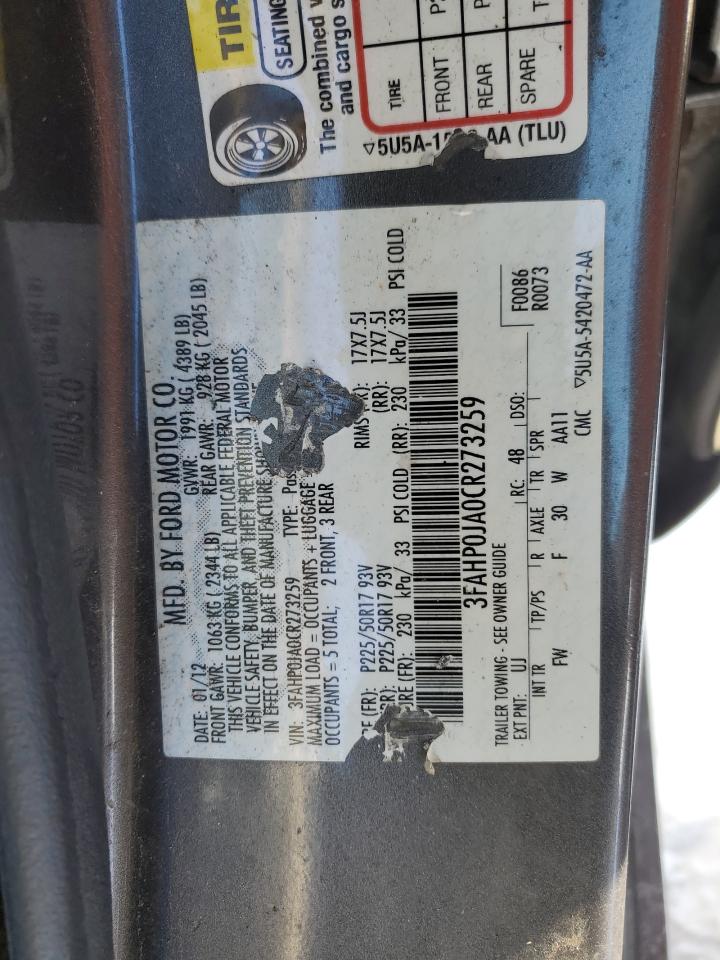 TIR
SEATING
The combined
and cargo s
TIRE
FRONT
REAR
SPARE
▽5U5A- -AA (TLU)
MFD. BY FORD MOTOR CO.
DATE: 01/12 GVWR: 1991 KG ( 4389 LB)
FRONT GAWR: 1063 KG ( 2344 LB) REAR GAWR: 928 KG ( 2045 LB)
THIS VEHICLE CONFORMS TO ALL APPLICABLE FEDERAL MOTOR
VEHICLE SAFETY, BUMPER, AND THEFT PREVENTION STANDARDS
IN EFFECT ON THE DATE OF MANUFACTURE
VIN: 3FAHP0JA0CR273259 TYPE:
MAXIMUM LOAD = OCCUPANTS + LUGGAGE
OCCUPANTS = 5 TOTAL; 2 FRONT, 3 REAR
(FR): P225/50R17 93V RIMS 17X7.5J
P225/50R17 93V (RR): 17X7.5J
(FR): 230 kPa/ 33 PSI COLD (RR): 230 kPa/ 33 PSI COLD
3FAHP0JA0CR273259
TRAILER TOWING - SEE OWNER GUIDE
EXT PNT: UJ RC: 48 DSO: F0086
R0073
INT TR TP/PS R AXLE TR SPR
FW F 30 W AA11
CMC ▽5U5A-5420472-AA